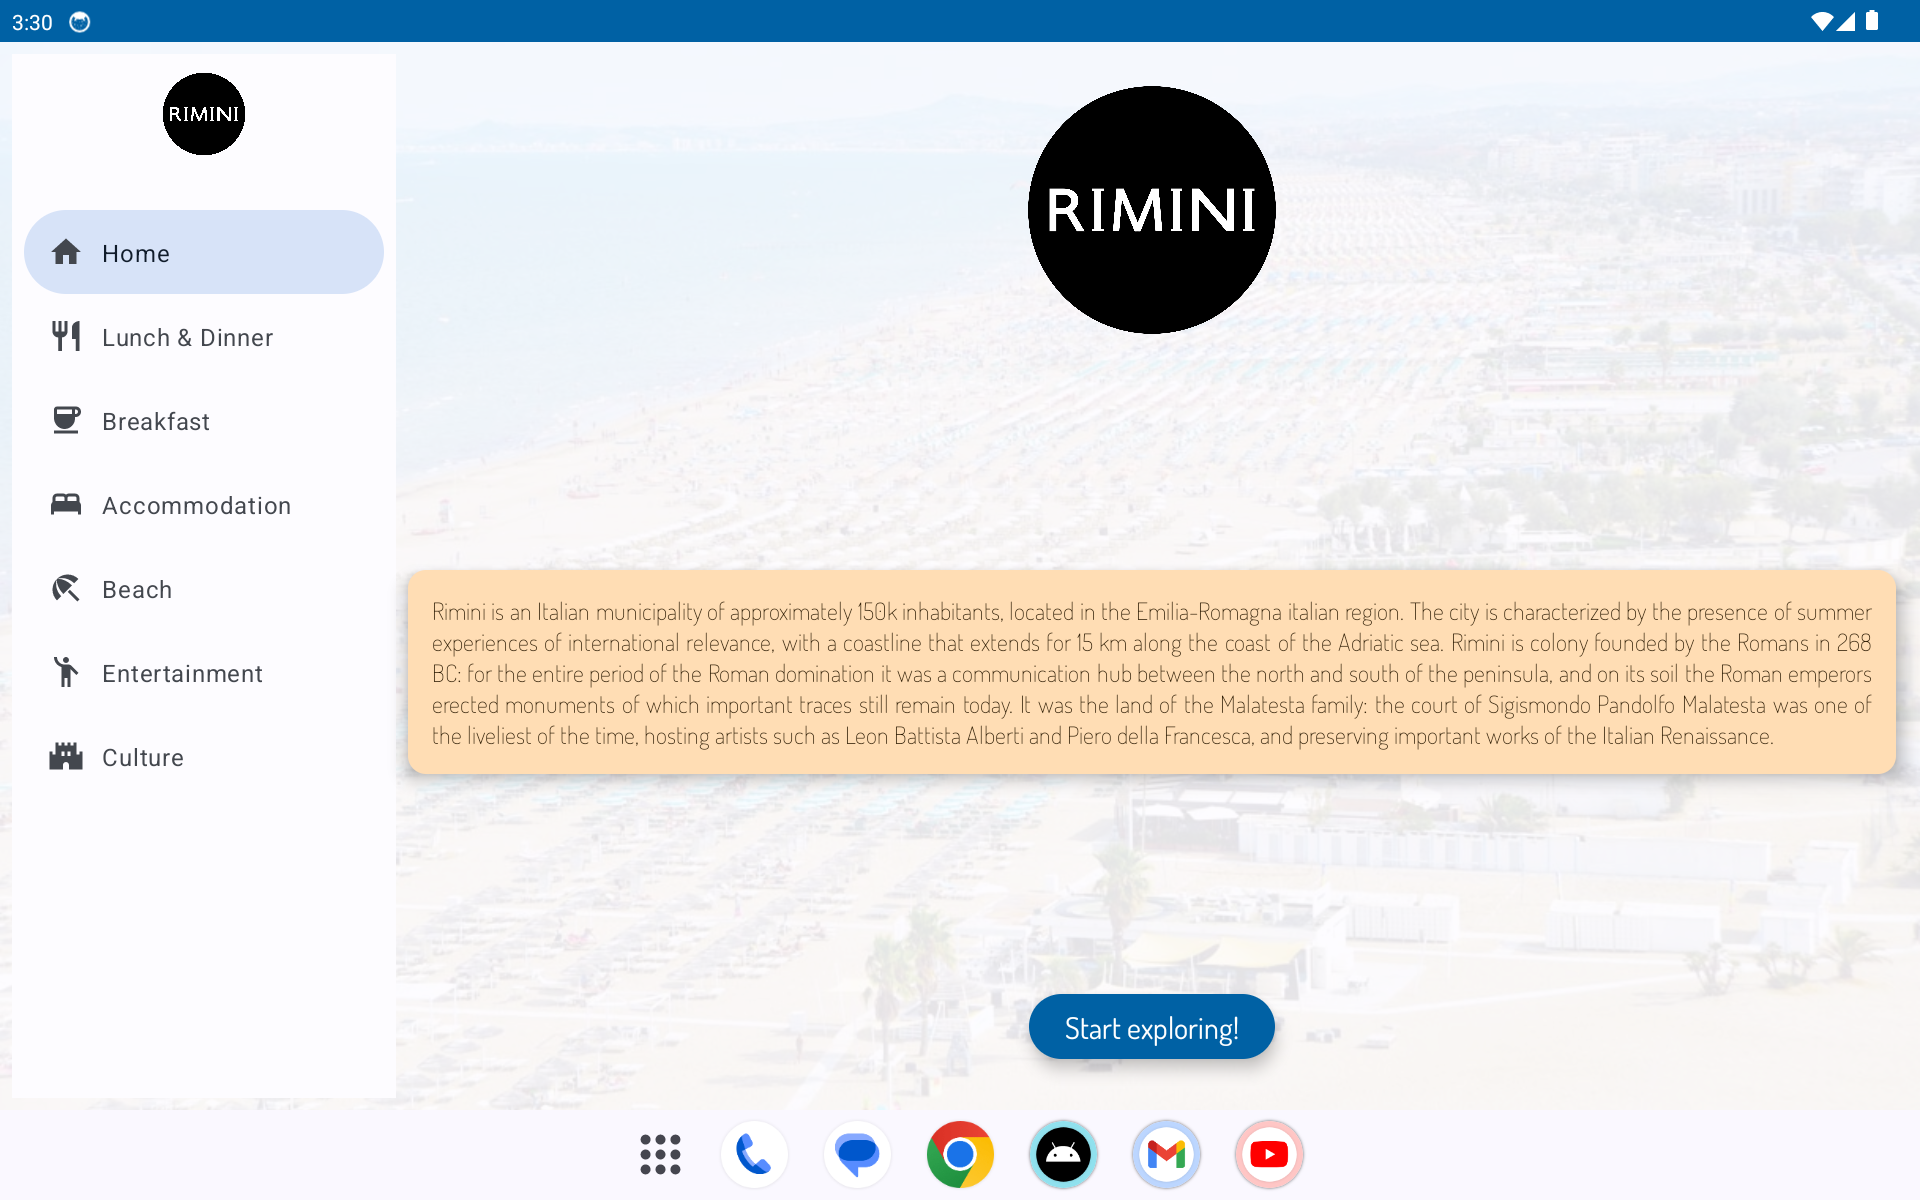 3:30
RIMINI
Home
Lunch & Dinner
Breakfast
Accommodation
Beach
Entertainment
Culture
RIMINI
Rimini is an Italian municipality of approximately 150k inhabitants, located in the Emilia-Romagna italian region. The city is characterized by the presence of summer
experiences of international relevance, with a coastline that extends for 15 km along the coast of the Adriatic sea. Rimini is colony founded by the Romans in 268
BC: for the entire period of the Roman domination it was a communication hub between the north and south of the peninsula, and on its soil the Roman emperors
erected monuments of which important traces still remain today. It was the land of the Malatesta family: the court of Sigismondo Pandolfo Malatesta was one of
the liveliest of the time, hosting artists such as Leon Battista Alberti and Piero della Francesca, and preserving important works of the Italian Renaissance.
Start exploring!